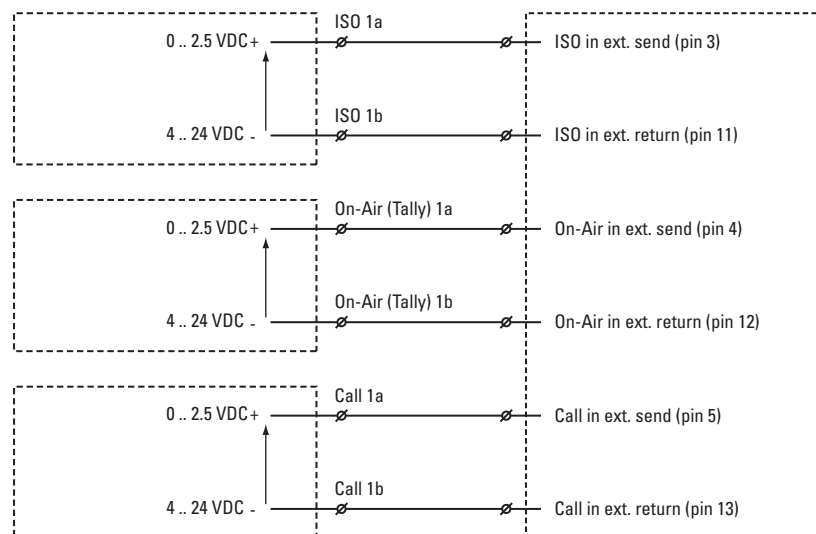 ISO 1a
0 .. 2.5 VDC+ ISO in ext. send (pin 3)
ISO 1b
4 .. 24 VDC - ISO in ext. return (pin 11)
On-Air (Tally) 1a
0 .. 2.5 VDC+ On-Air in ext. send (pin 4)
On-Air (Tally) 1b
4 .. 24 VDC - On-Air in ext. return (pin 12)
Call 1a
0 .. 2.5 VDC+ Call in ext. send (pin 5)
Call 1b
4 .. 24 VDC - Call in ext. return (pin 13)